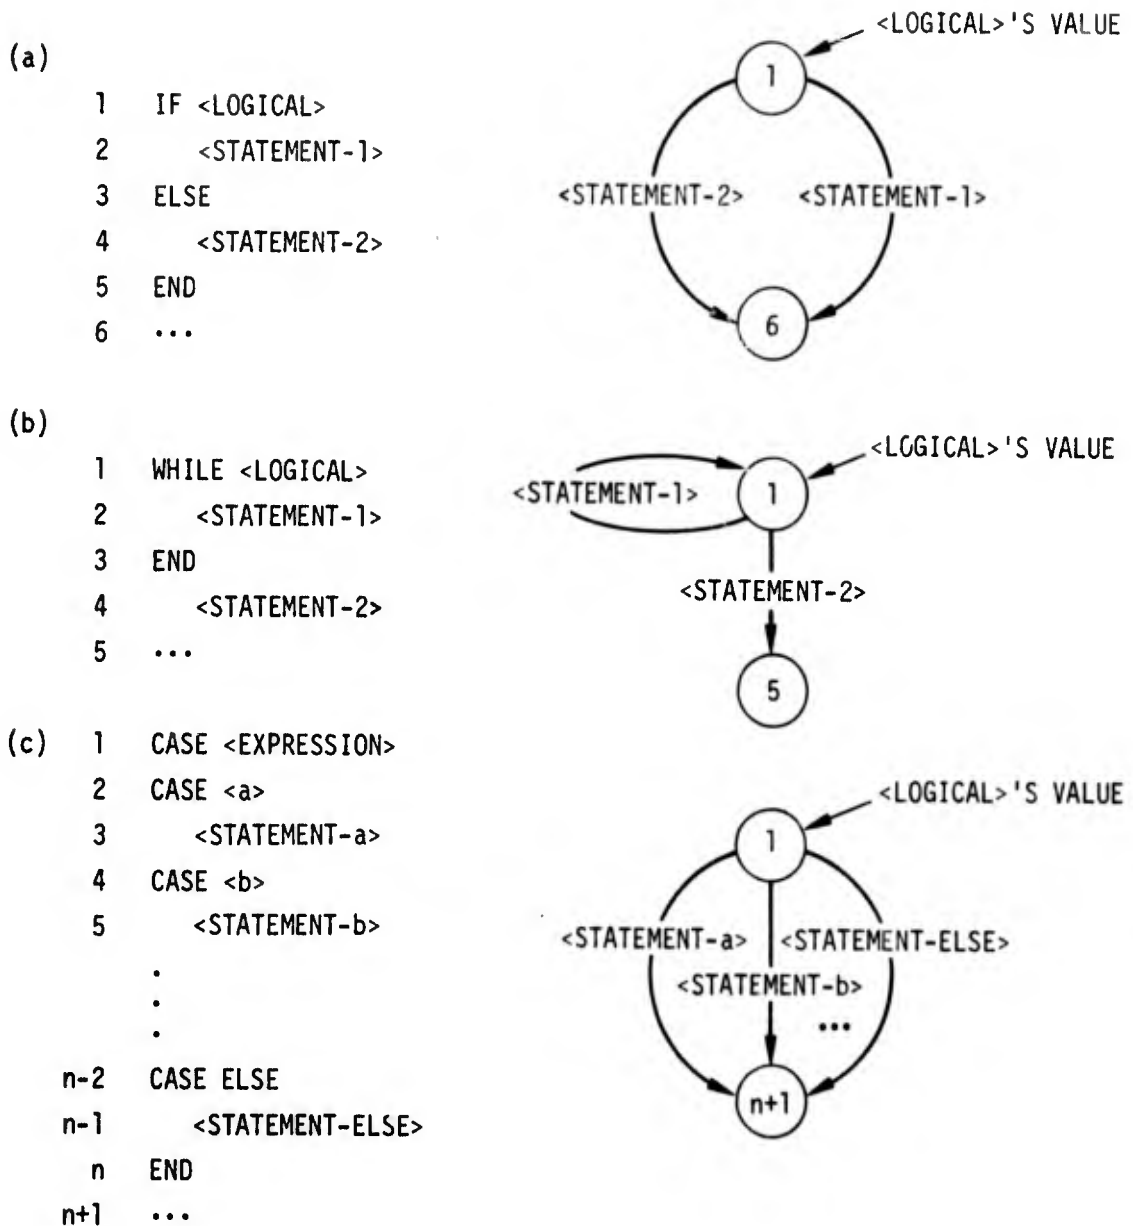 (a)
1 IF <LOGICAL>
2 <STATEMENT-1>
3 ELSE
4 <STATEMENT-2>
5 END
6 •••
<LOGICAL>'S VALUE
1
<STATEMENT-2> <STATEMENT-1>
6
(b)
1 WHILE <LOGICAL>
2 <STATEMENT-1>
3 END
4 <STATEMENT-2>
5 •••
<LOGICAL>'S VALUE
<STATEMENT-1> 1
<STATEMENT-2>
5
(c) 1 CASE <EXPRESSION>
2 CASE <a>
3 <STATEMENT-a>
4 CASE <b>
5 <STATEMENT-b>
.
.
.
n-2 CASE ELSE
n-1 <STATEMENT-ELSE>
n END
n+1 •••
<LOGICAL>'S VALUE
1
<STATEMENT-a> <STATEMENT-ELSE>
<STATEMENT-b>
•••
n+1